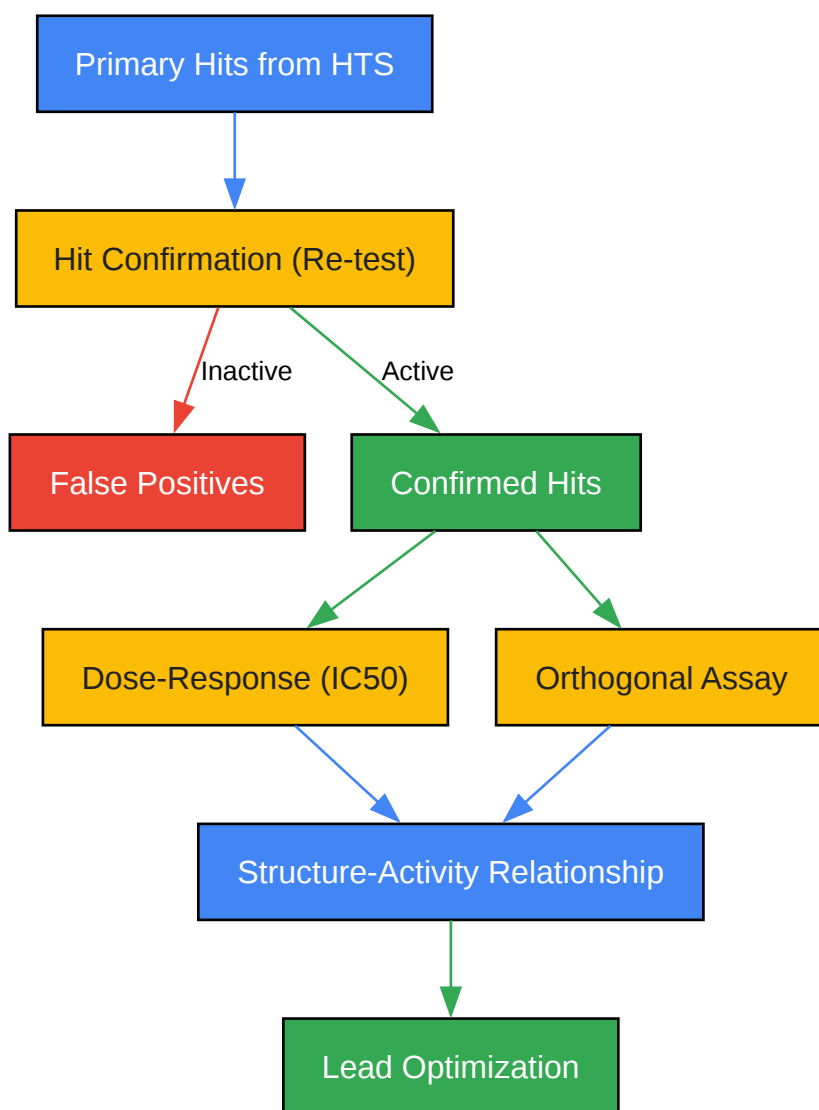 Primary Hits from HTS
Hit Confirmation (Re-test)
Inactive
Active
False Positives
Confirmed Hits
Dose-Response (IC50)
Orthogonal Assay
Structure-Activity Relationship
Lead Optimization